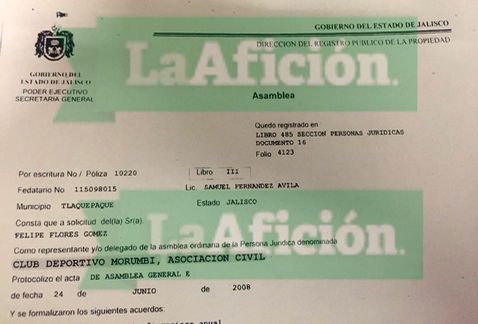 GOBIERNO DEL ESTADO DE JALISCO
DIRECCION DEL REGISTRO PUBLICO DE LA PROPIEDAD
GOBIERNO DEL
ESTADO DE JALISCO
PODER EJECUTIVO
SECRETARIA GENERAL
LaAfición.
Asamblea
Quedó registrado en
LIBRO 485 SECCION PERSONAS JURIDICAS
DOCUMENTO 16
Folio 4123
Por escritura No / Póliza 10220 Libro III
Fedatario No 115098015 Lic. SAMUEL FERNANDEZ AVILA
Municipio TLAQUEPAQUE Estado JALISCO
Consta que a solicitud del(la) Sr(a).
FELIPE FLORES GOMEZ
LaAfición.
Como representante y/o delegado de la asmblea ordinaria de la Persona Juridica denominada
CLUB DEPORTIVO MORUMBI, ASOCIACION CIVIL
Protocolizo el acta DE ASAMBLEA GENERAL E
de fecha 24 de JUNIO de 2008
Y se formalizaron los siguientes acuerdos: